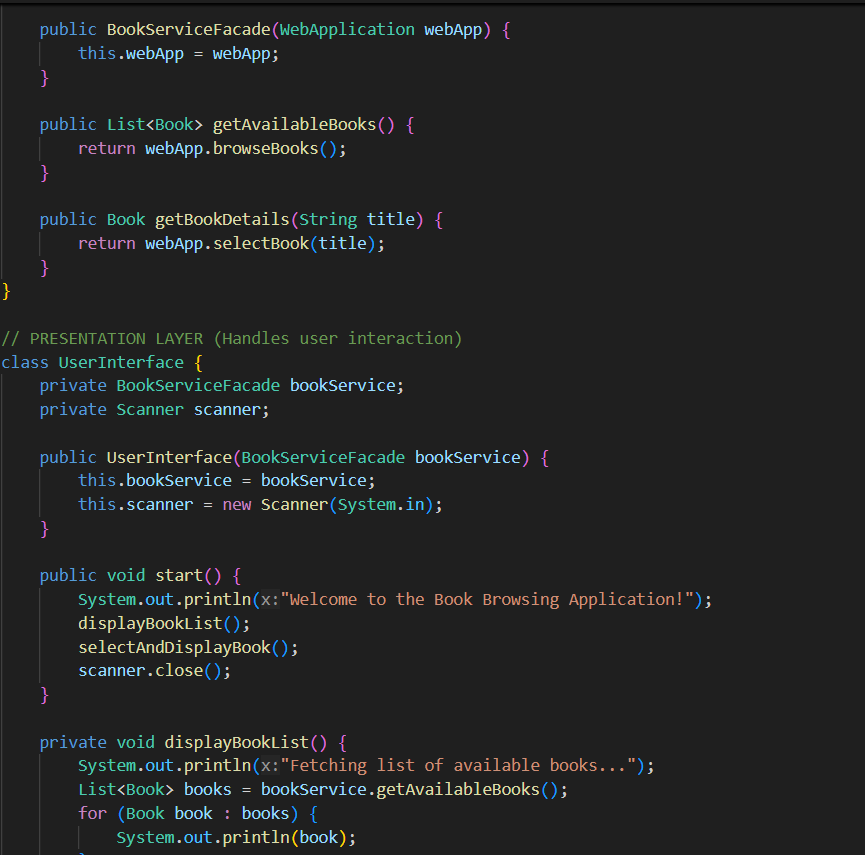 public BookServiceFacade(WebApplication webApp) {
        this.webApp = webApp;
    }

    public List<Book> getAvailableBooks() {
        return webApp.browseBooks();
    }

    public Book getBookDetails(String title) {
        return webApp.selectBook(title);
    }
}

// PRESENTATION LAYER (Handles user interaction)
class UserInterface {
    private BookServiceFacade bookService;
    private Scanner scanner;

    public UserInterface(BookServiceFacade bookService) {
        this.bookService = bookService;
        this.scanner = new Scanner(System.in);
    }

    public void start() {
        System.out.println(x:"Welcome to the Book Browsing Application!");
        displayBookList();
        selectAndDisplayBook();
        scanner.close();
    }

    private void displayBookList() {
        System.out.println(x:"Fetching list of available books...");
        List<Book> books = bookService.getAvailableBooks();
        for (Book book : books) {
            System.out.println(book);